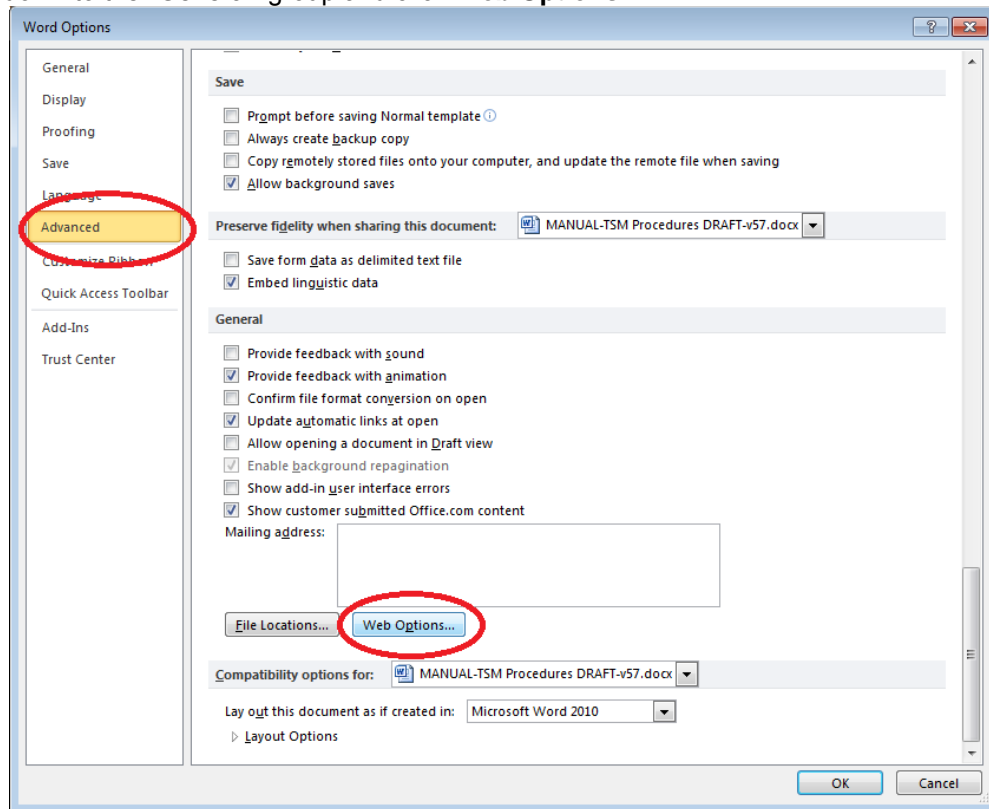 Word Options
General
Display
Proofing
Save
Language
Advanced
Customize Ribbon
Quick Access Toolbar
Add-Ins
Trust Center
Save
Prompt before saving Normal template
Always create backup copy
Copy remotely stored files onto your computer, and update the remote file when saving
Allow background saves
Preserve fidelity when sharing this document: MANUAL-TSM Procedures DRAFT-v57.docx
Save form data as delimited text file
Embed linguistic data
General
Provide feedback with sound
Provide feedback with animation
Confirm file format conversion on open
Update automatic links at open
Allow opening a document in Draft view
Enable background repagination
Show add-in user interface errors
Show customer submitted Office.com content
Mailing address:
File Locations... Web Options...
Compatibility options for: MANUAL-TSM Procedures DRAFT-v57.docx
Lay out this document as if created in: Microsoft Word 2010
Layout Options
OK Cancel